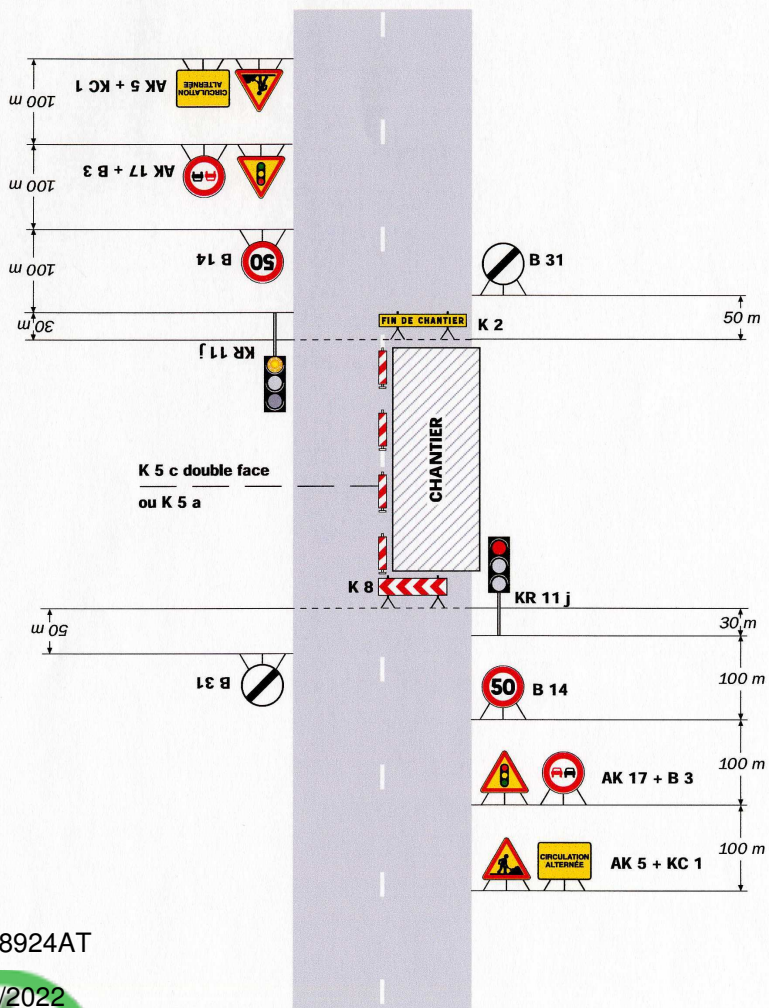 AK 5 + KC 1
CIRCULATION
ALTERNÉE
100 m
AK 17 + B 3
100 m
B 14
50
100 m
B 31
FIN DE CHANTIER
K 2
50 m
30 m
KR 11 j
CHANTIER
K 5 c double face
ou K 5 a
K 8
KR 11 j
50 m
30 m
B 31
50
B 14
100 m
AK 17 + B 3
100 m
CIRCULATION
ALTERNÉE
AK 5 + KC 1
100 m
8924AT
/2022